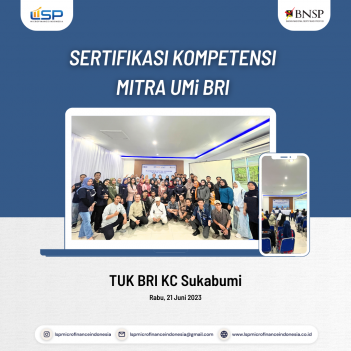 LSP
BNSP
SERTIFIKASI KOMPETENSI
MITRA UMi BRI
TUK BRI KC Sukabumi
Rabu, 21 Juni 2023
lspmicrofinanceindonesia
lspmicrofinanceindonesia@gmail.com
www.lspmicrofinanceindonesia.co.id